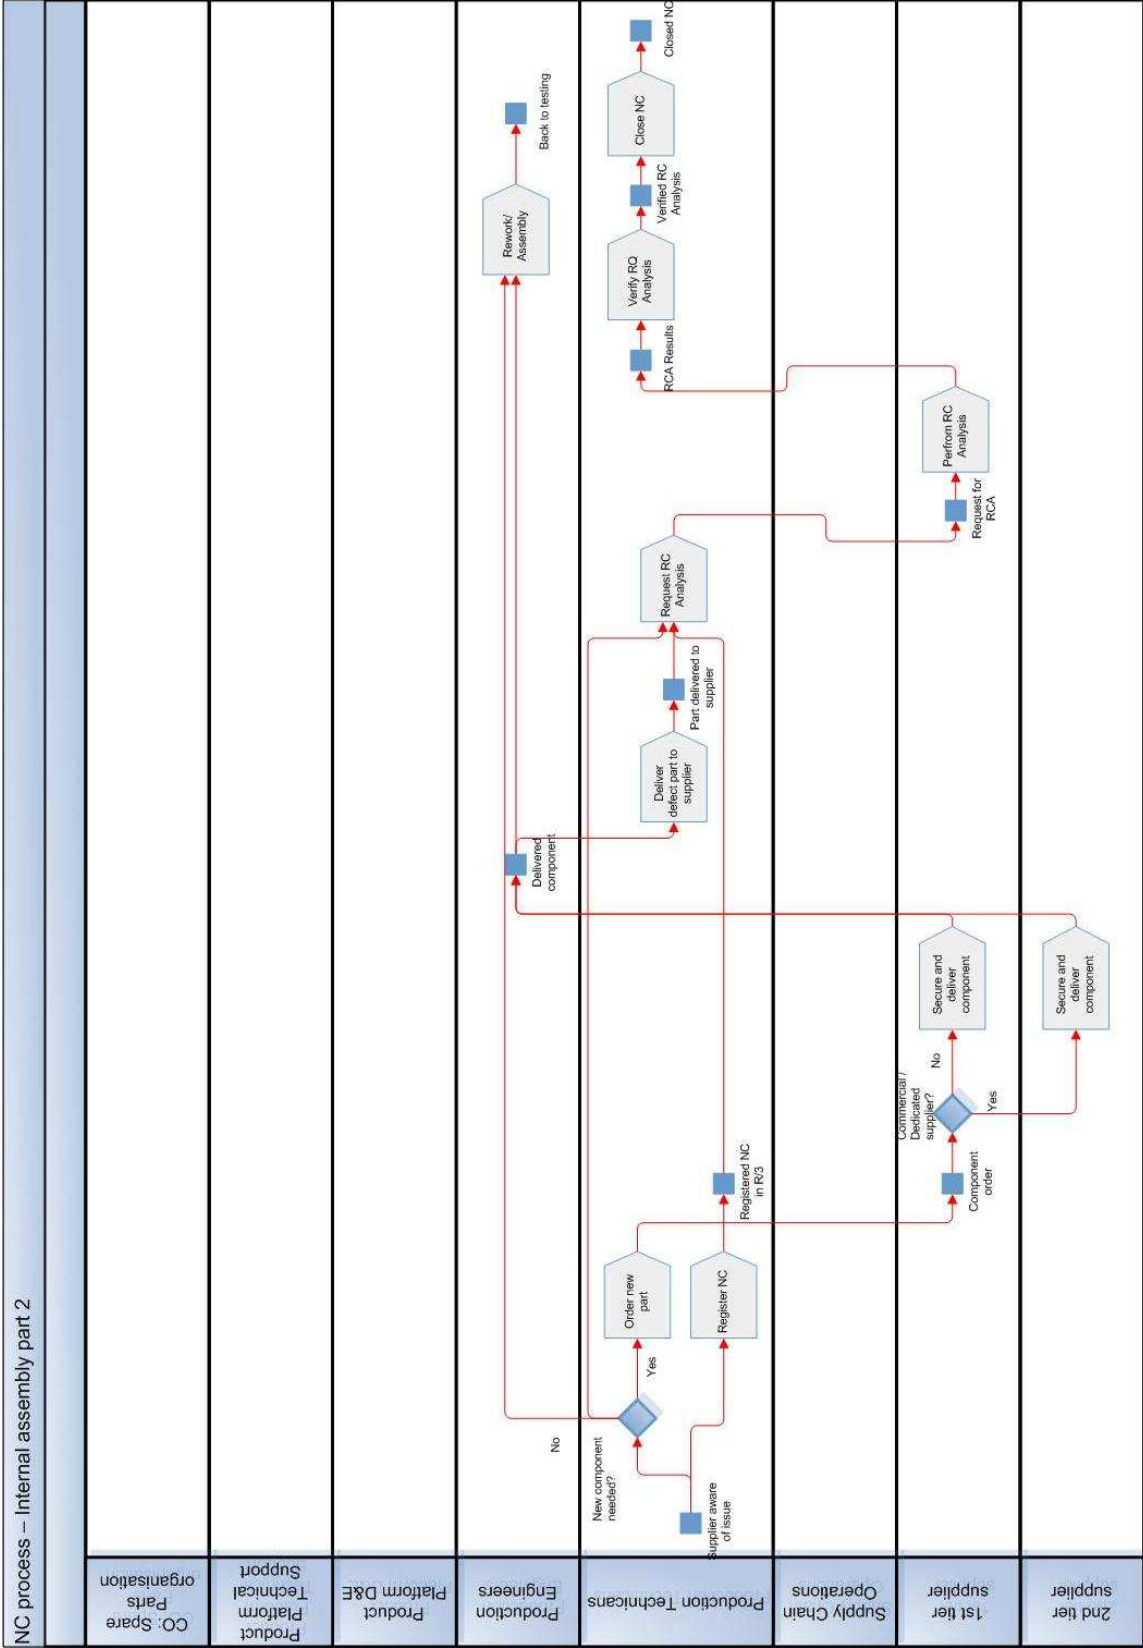 NC process – Internal assembly part 2
CO: Spare
Parts
organisation
Product
Platform
Technical
Support
Product
Platform D&E
Production
Engineers
Production Technicans
Supply Chain
Operations
1st tier
supplier
2nd tier
supplier
Supplier aware
of issue
New component
needed?
No
Yes
Order new
part
Register NC
Registered NC
in R/3
Component
order
Commercial /
Dedicated
supplier?
No
Yes
Secure and
deliver
component
Secure and
deliver
component
Delivered
component
Deliver
defect part to
supplier
Part delivered to
supplier
Request RC
Analysis
Request for
RCA
Perfrom RC
Analysis
RCA Results
Verify RQ
Analysis
Verified RC
Analysis
Close NC
Closed NC
Rework/
Assembly
Back to testing